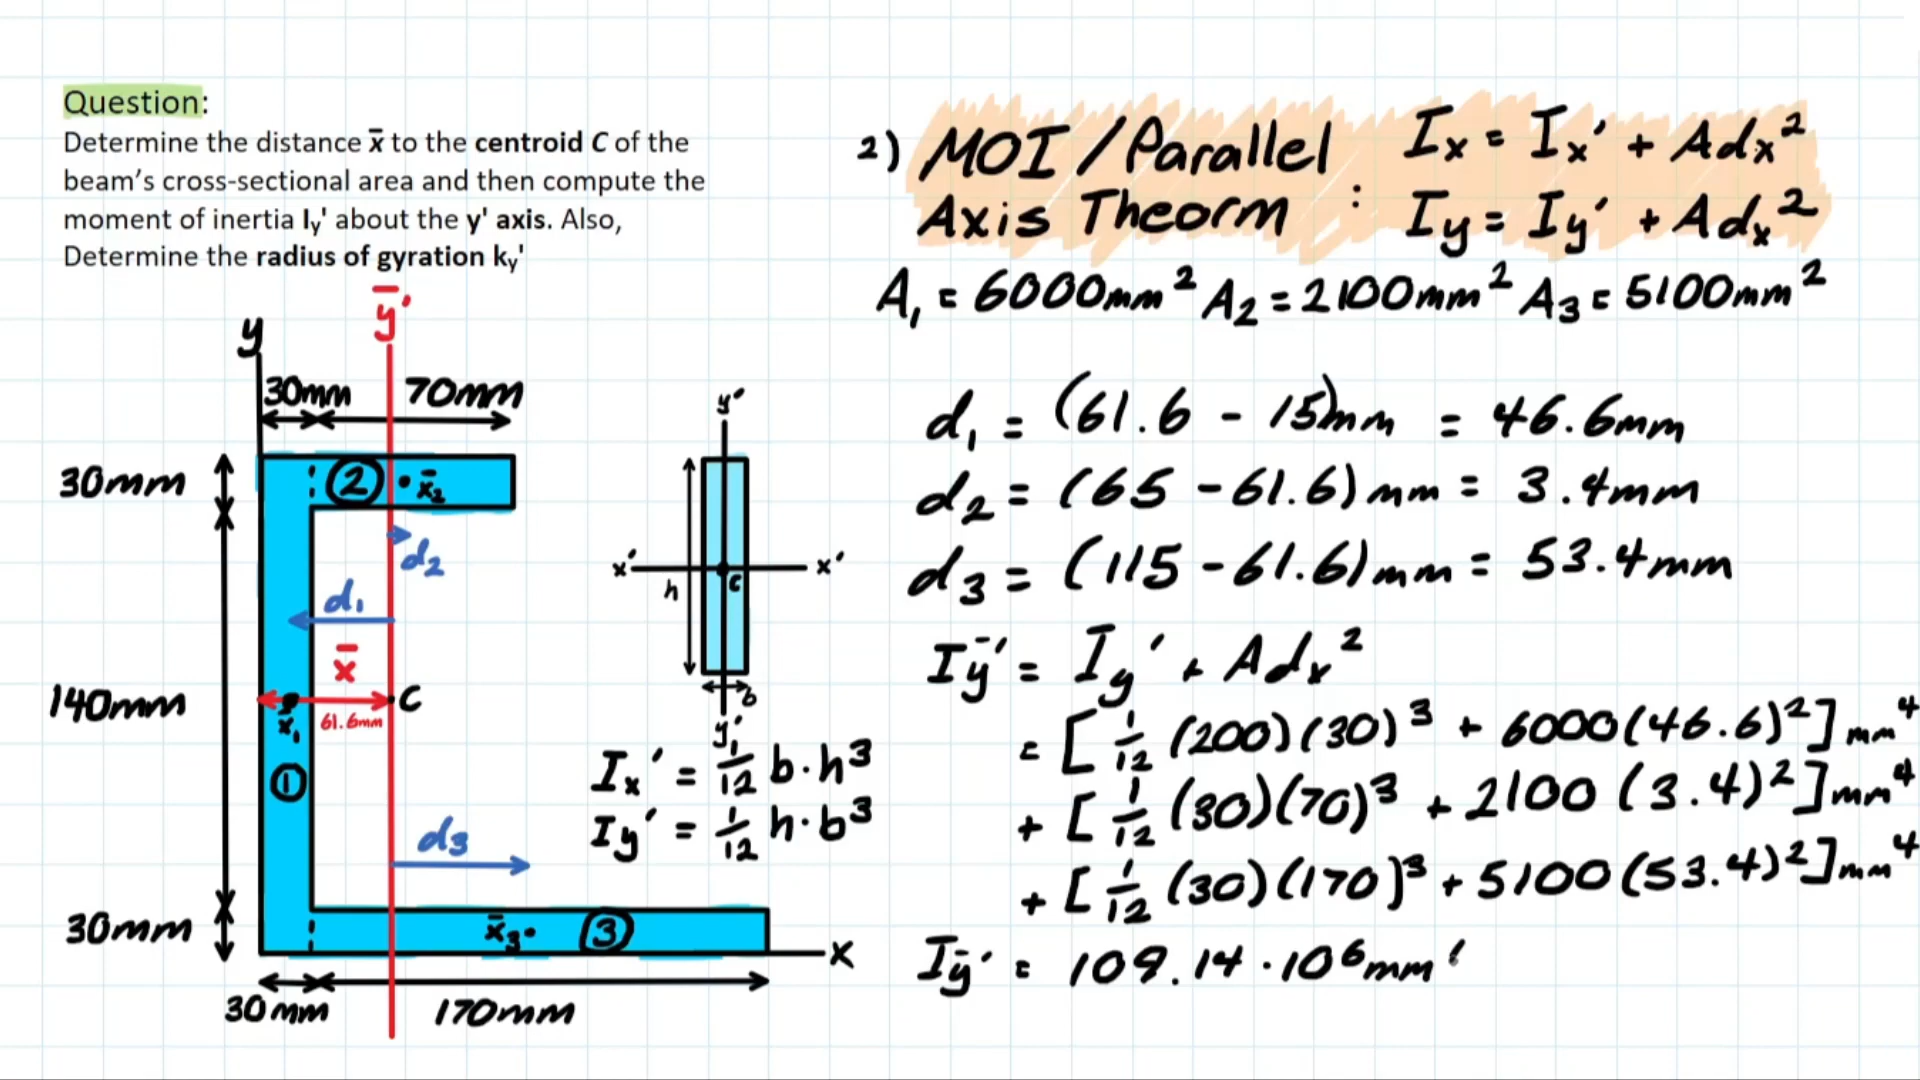 Question:
Determine the distance x̄ to the centroid C of the
beam's cross-sectional area and then compute the
moment of inertia Iy' about the y' axis. Also,
Determine the radius of gyration ky'
ȳ'
y
30mm 70mm
30mm
② · x̄₂
d₂
d₁
x̄
140mm
C
61.6mm
x̄₁
①
d₃
30mm
x̄₃· ③
x
30mm 170mm
y'
x' x'
h
C
b
y'
Ix' = 1/12 b·h³
Iy' = 1/12 h·b³
2) MOI/Parallel Ix = Ix' + Adx²
Axis Theorm : Iy = Iy' + Adx²
A₁ = 6000mm² A₂ = 2100mm² A₃ = 5100mm²
d₁ = (61.6 - 15)mm = 46.6mm
d₂ = (65 - 61.6)mm = 3.4mm
d₃ = (115 - 61.6)mm = 53.4mm
Iȳ' = Iy' + Adx²
= [1/12 (200)(30)³ + 6000(46.6)²]mm⁴
+ [1/12 (30)(70)³ + 2100(3.4)²]mm⁴
+ [1/12 (30)(170)³ + 5100(53.4)²]mm⁴
Iȳ' = 109.14·10⁶mm